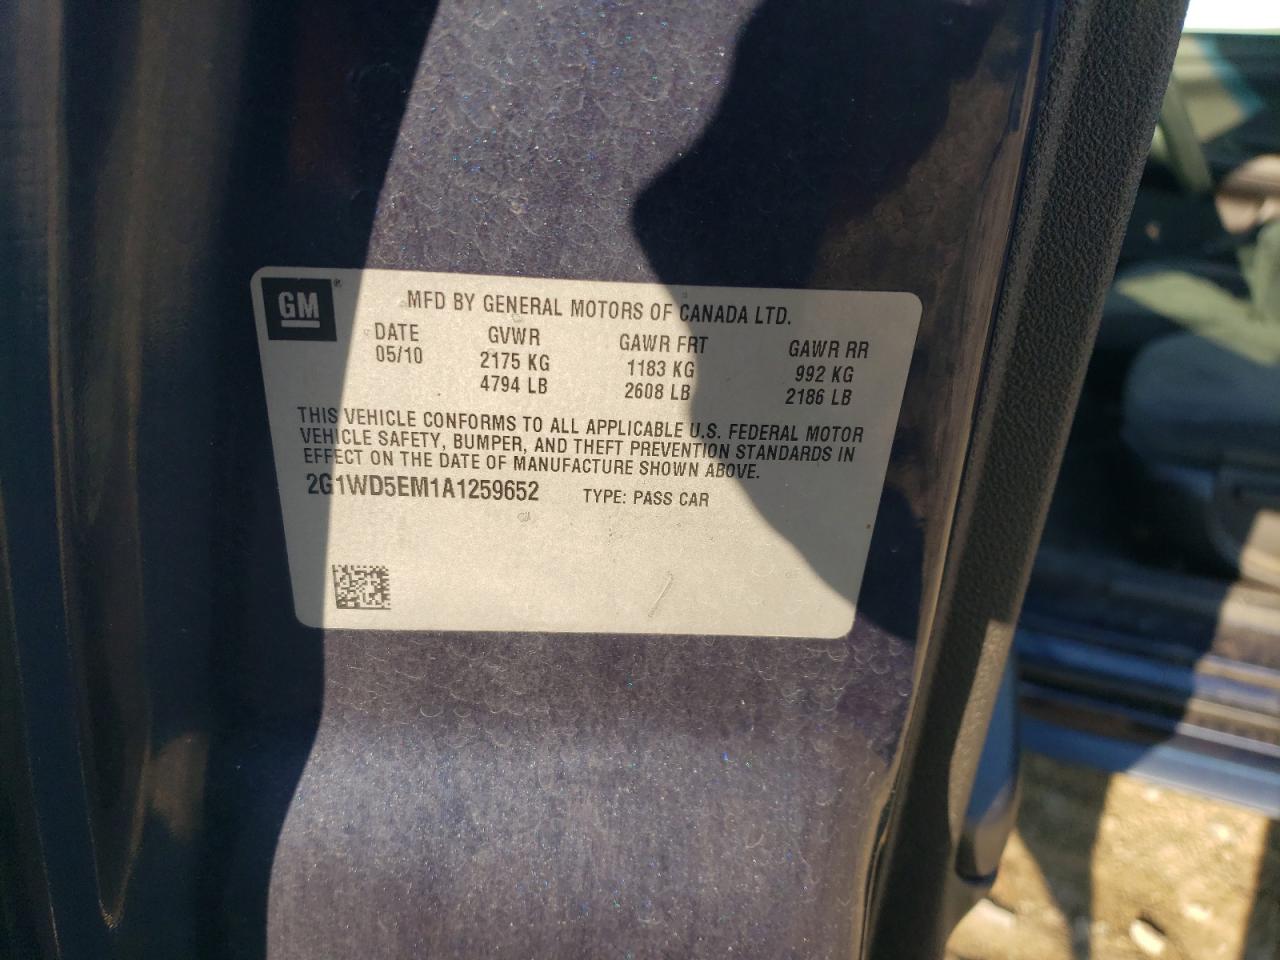 GM ®
MFD BY GENERAL MOTORS OF CANADA LTD.
DATE GVWR GAWR FRT GAWR RR
05/10 2175 KG 1183 KG 992 KG
4794 LB 2608 LB 2186 LB
THIS VEHICLE CONFORMS TO ALL APPLICABLE U.S. FEDERAL MOTOR
VEHICLE SAFETY, BUMPER, AND THEFT PREVENTION STANDARDS IN
EFFECT ON THE DATE OF MANUFACTURE SHOWN ABOVE.
2G1WD5EM1A1259652 TYPE: PASS CAR